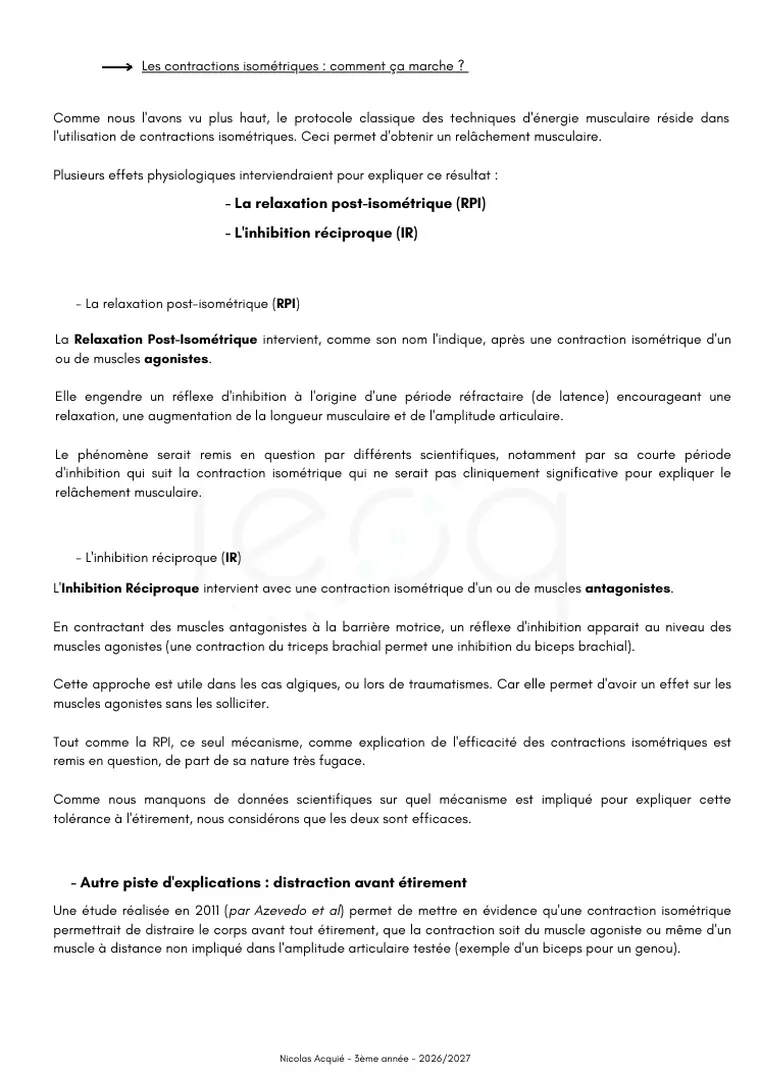 → Les contractions isométriques : comment ça marche ?
Comme nous l'avons vu plus haut, le protocole classique des techniques d'énergie musculaire réside dans
l'utilisation de contractions isométriques. Ceci permet d'obtenir un relâchement musculaire.
Plusieurs effets physiologiques interviendraient pour expliquer ce résultat :
- La relaxation post-isométrique (RPI)
- L'inhibition réciproque (IR)
- La relaxation post-isométrique (RPI)
La Relaxation Post-Isométrique intervient, comme son nom l'indique, après une contraction isométrique d'un
ou de muscles agonistes.
Elle engendre un réflexe d'inhibition à l'origine d'une période réfractaire (de latence) encourageant une
relaxation, une augmentation de la longueur musculaire et de l'amplitude articulaire.
Le phénomène serait remis en question par différents scientifiques, notamment par sa courte période
d'inhibition qui suit la contraction isométrique qui ne serait pas cliniquement significative pour expliquer le
relâchement musculaire.
- L'inhibition réciproque (IR)
L'Inhibition Réciproque intervient avec une contraction isométrique d'un ou de muscles antagonistes.
En contractant des muscles antagonistes à la barrière motrice, un réflexe d'inhibition apparait au niveau des
muscles agonistes (une contraction du triceps brachial permet une inhibition du biceps brachial).
Cette approche est utile dans les cas algiques, ou lors de traumatismes. Car elle permet d'avoir un effet sur les
muscles agonistes sans les solliciter.
Tout comme la RPI, ce seul mécanisme, comme explication de l'efficacité des contractions isométriques est
remis en question, de part de sa nature très fugace.
Comme nous manquons de données scientifiques sur quel mécanisme est impliqué pour expliquer cette
tolérance à l'étirement, nous considérons que les deux sont efficaces.
- Autre piste d'explications : distraction avant étirement
Une étude réalisée en 2011 (par Azevedo et al) permet de mettre en évidence qu'une contraction isométrique
permettrait de distraire le corps avant tout étirement, que la contraction soit du muscle agoniste ou même d'un
muscle à distance non impliqué dans l'amplitude articulaire testée (exemple d'un biceps pour un genou).
Nicolas Acquié - 3ème année - 2026/2027